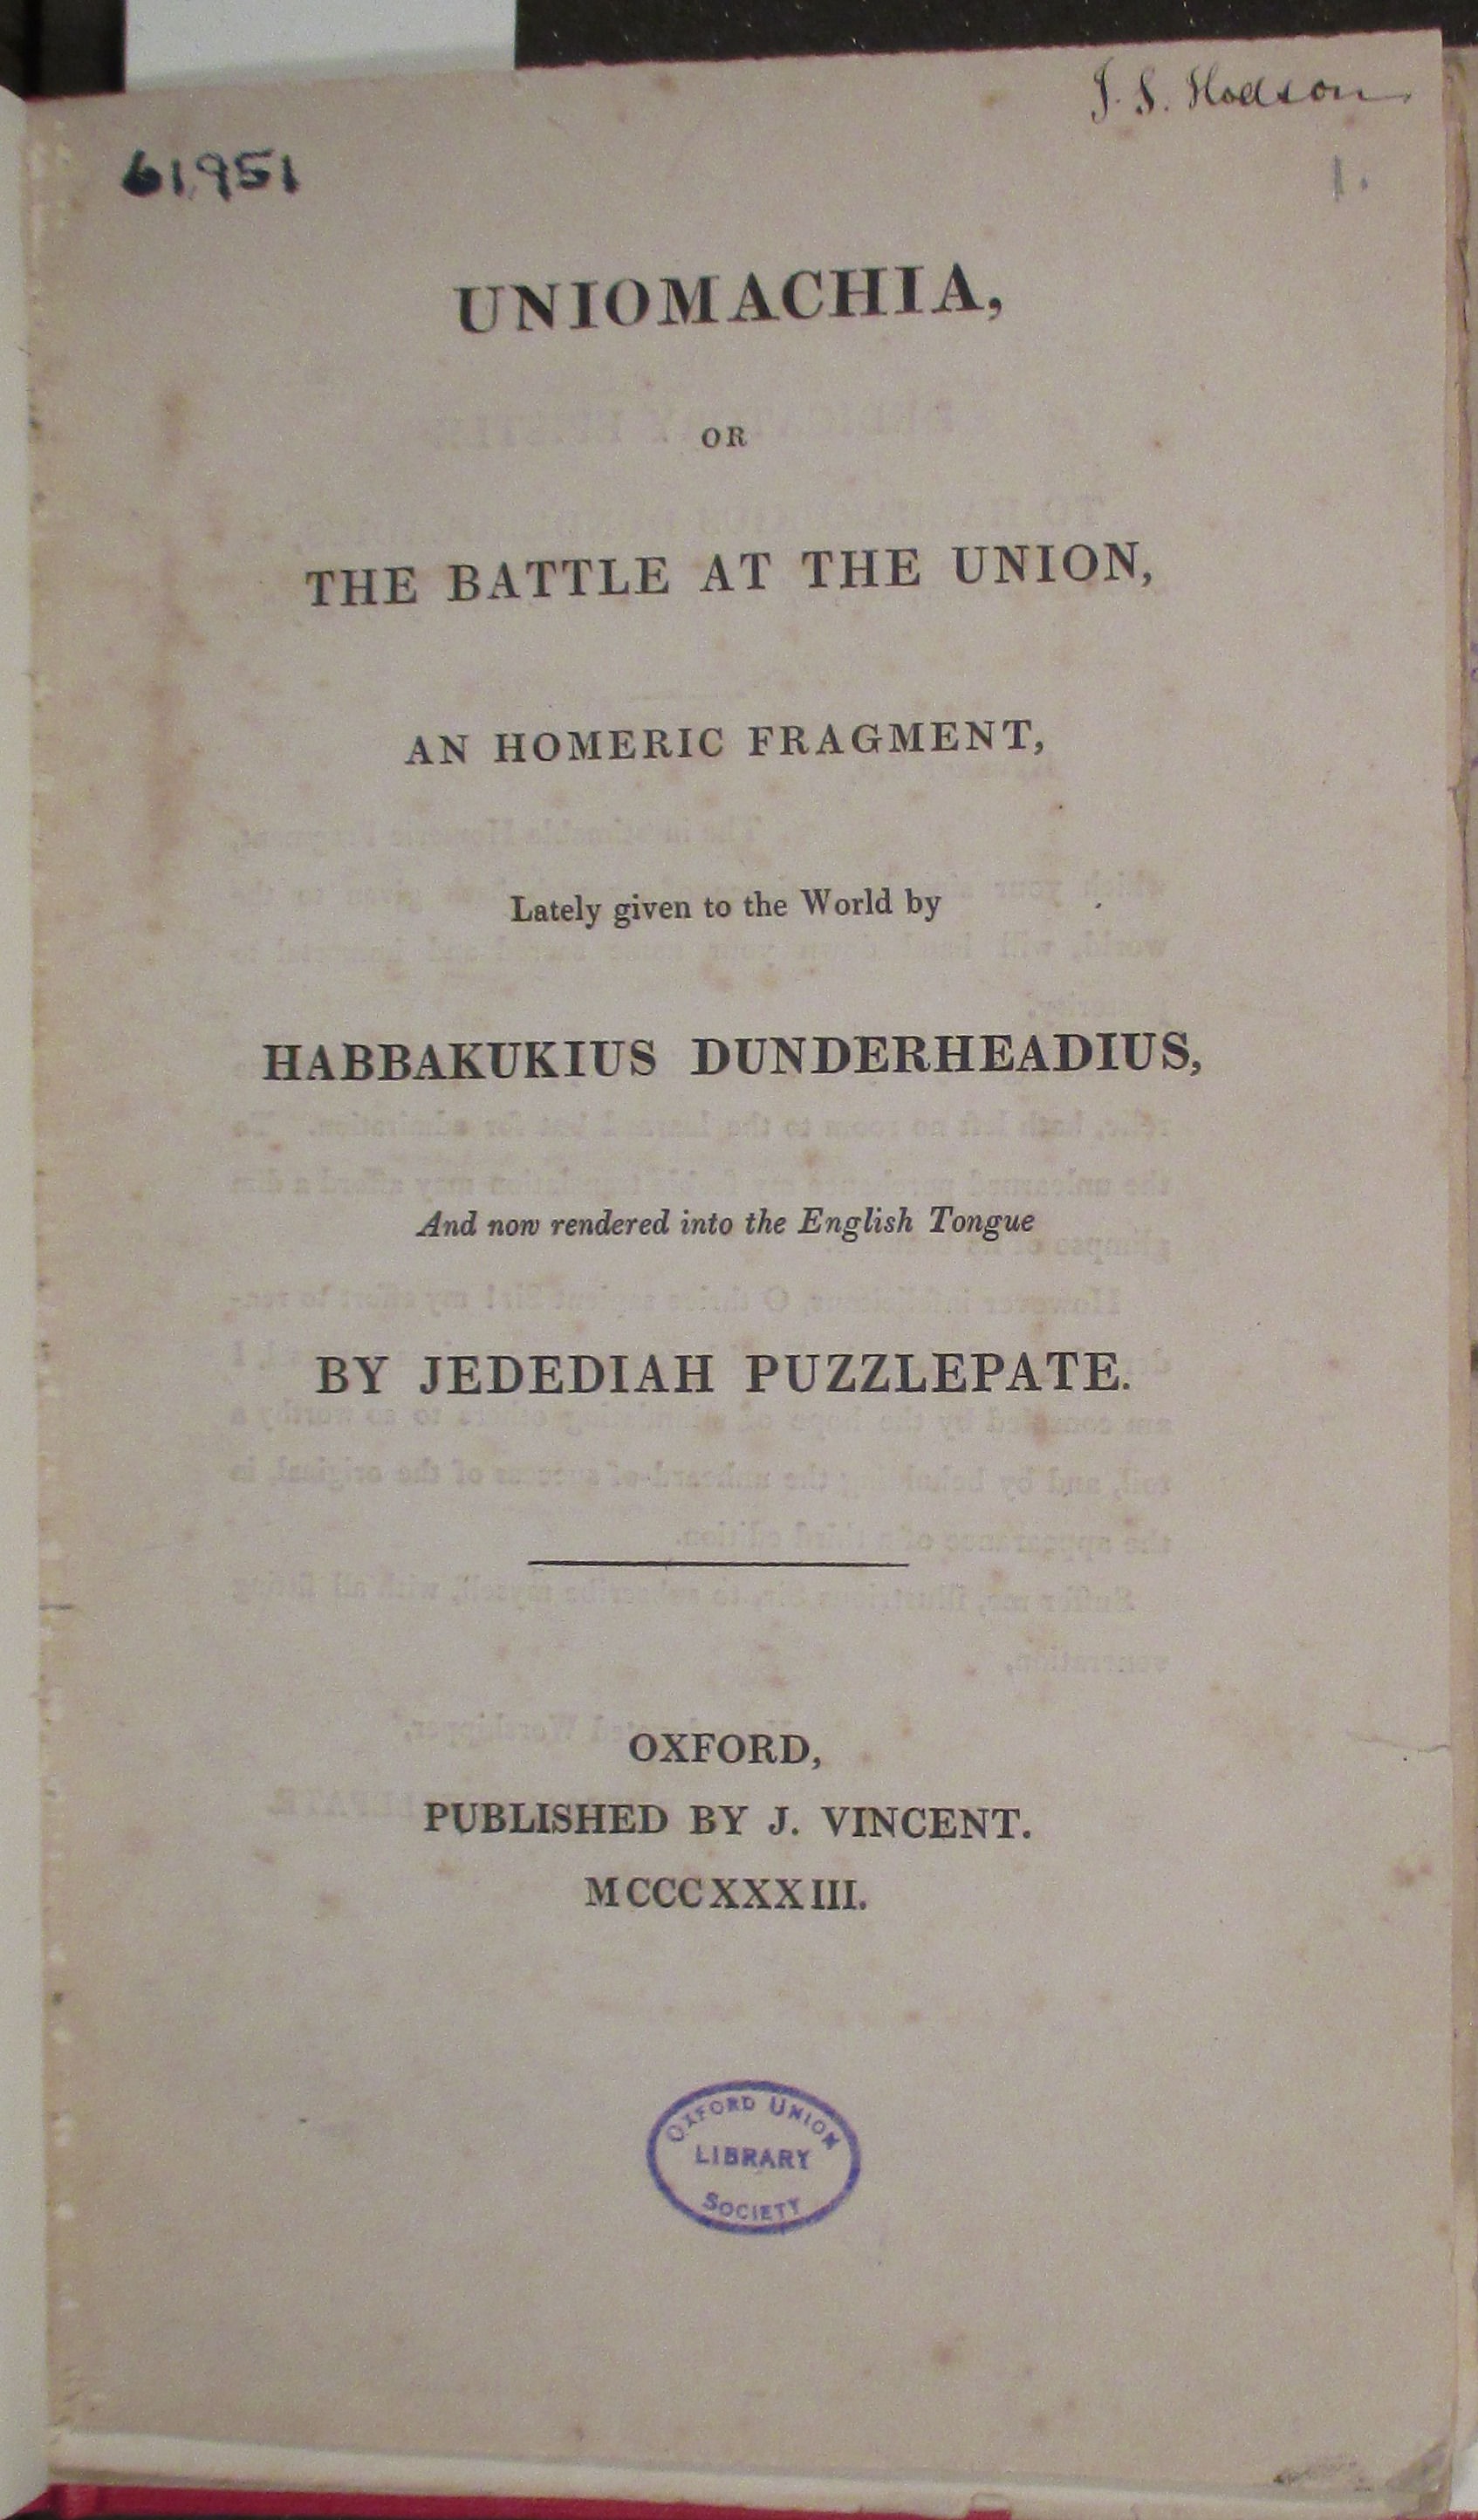 J. S. Hodson
61951
1.
UNIOMACHIA,
OR
THE BATTLE AT THE UNION,
AN HOMERIC FRAGMENT,
Lately given to the World by
HABBAKUKIUS DUNDERHEADIUS,
And now rendered into the English Tongue
BY JEDEDIAH PUZZLEPATE.
OXFORD,
PUBLISHED BY J. VINCENT.
MCCCXXXIII.
OXFORD UNION
LIBRARY
SOCIETY